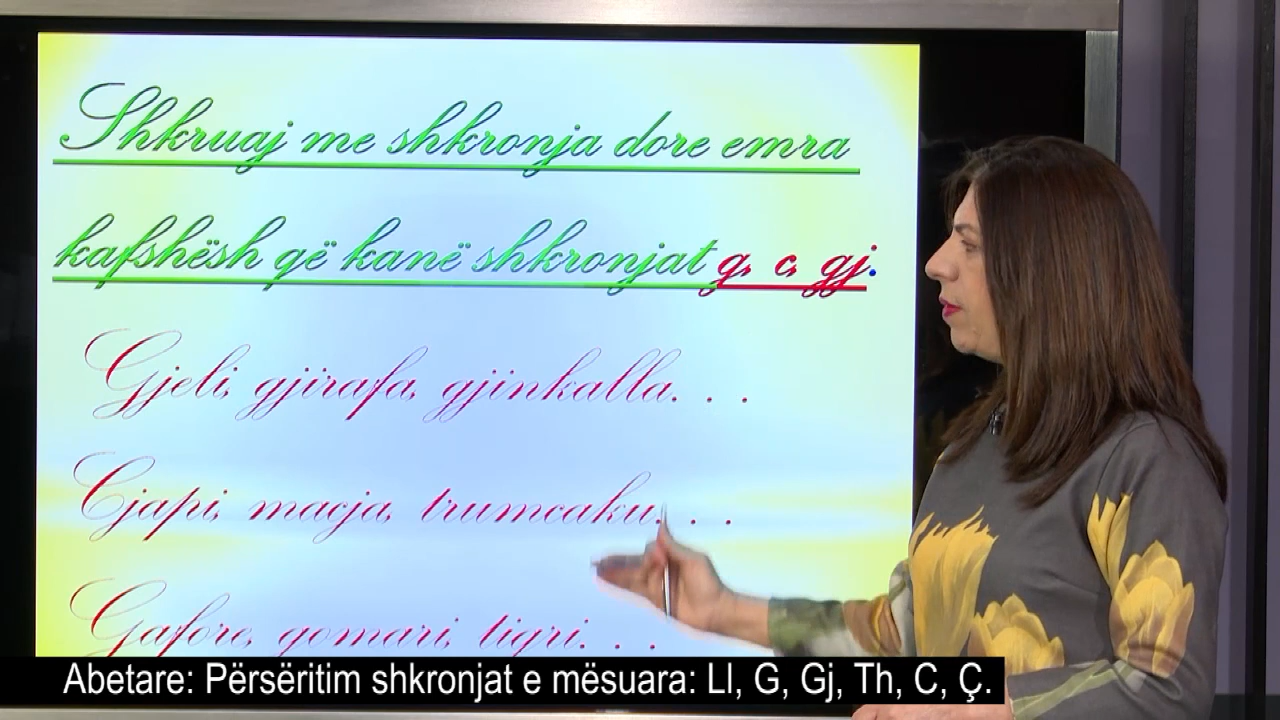 Shkruaj me shkronja dore emra
kafshësh që kanë shkronjat g, c, gj.
Gjeli, gjirafa, gjinkalla. . .
Cjapi, macja, trumcaku. . .
Gafore, gomari, tigri. . .
Abetare: Përsëritim shkronjat e mësuara: Ll, G, Gj, Th, C, Ç.